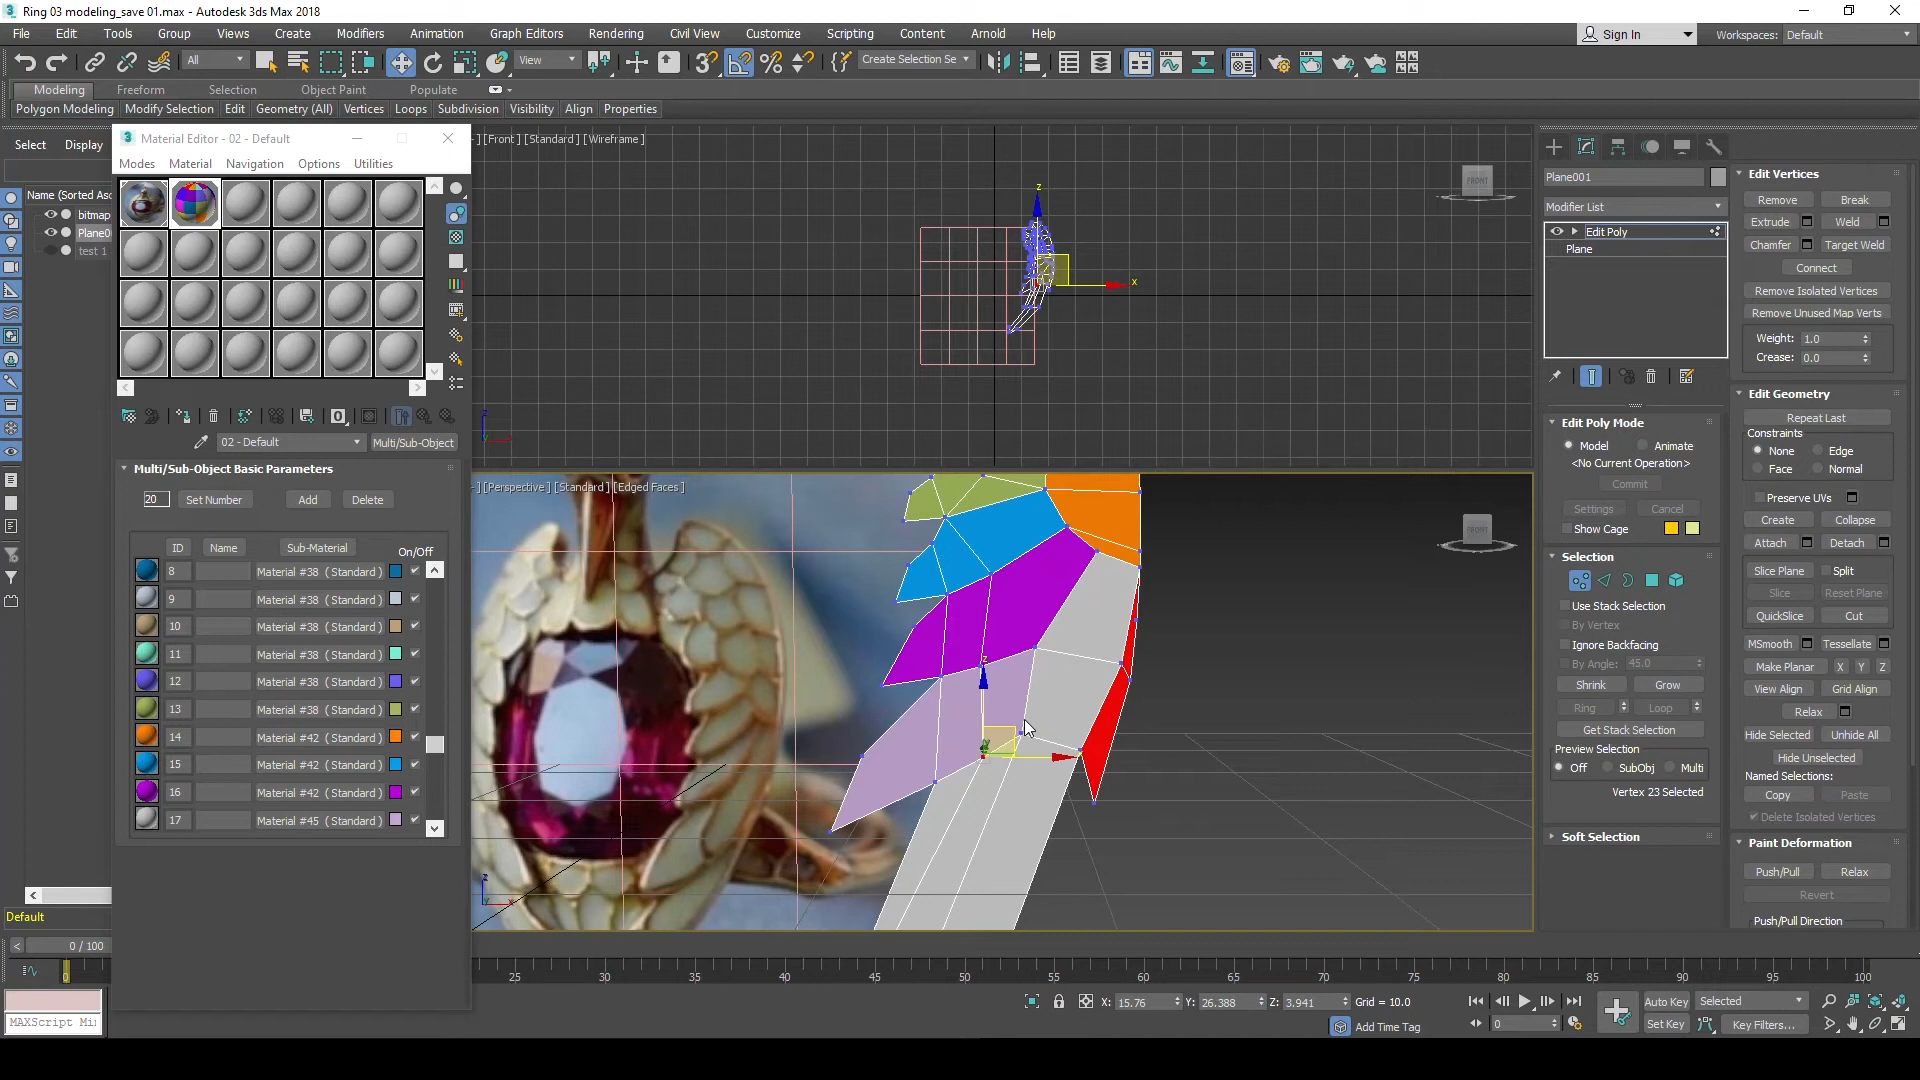 Ring 03 modeling_save 01.max - Autodesk 3ds Max 2018
File Edit Tools Group Views Create Modifiers Animation Graph Editors Rendering Civil View Customize Scripting Content Arnold Help
Sign In Workspaces: Default
All View Create Selection Se
Modeling Freeform Selection Object Paint Populate
Polygon Modeling Modify Selection Edit Geometry (All) Vertices Loops Subdivision Visibility Align Properties
Select Display
Name (Sorted Asc
bitmap
Plane0
test 1
Default
Material Editor - 02 - Default
Modes Material Navigation Options Utilities
02 - Default Multi/Sub-Object
Multi/Sub-Object Basic Parameters
20 Set Number Add Delete
ID Name Sub-Material On/Off
8 Material #38 ( Standard )
9 Material #38 ( Standard )
10 Material #38 ( Standard )
11 Material #38 ( Standard )
12 Material #38 ( Standard )
13 Material #38 ( Standard )
14 Material #42 ( Standard )
15 Material #42 ( Standard )
16 Material #42 ( Standard )
17 Material #45 ( Standard )
-] [Front ] [Standard ] [Wireframe ]
FRONT
z
x
z
-] [Perspective ] [Standard ] [Edged Faces ]
FRONT
z
y
z
x
Plane001
Modifier List
Edit Poly
Plane
Edit Poly Mode
Model Animate
<No Current Operation>
Commit
Settings Cancel
Show Cage
Selection
Use Stack Selection
By Vertex
Ignore Backfacing
By Angle: 45.0
Shrink Grow
Ring Loop
Get Stack Selection
Preview Selection
Off SubObj Multi
Vertex 23 Selected
Soft Selection
Edit Vertices
Remove Break
Extrude Weld
Chamfer Target Weld
Connect
Remove Isolated Vertices
Remove Unused Map Verts
Weight: 1.0
Crease: 0.0
Edit Geometry
Repeat Last
Constraints
None Edge
Face Normal
Preserve UVs
Create Collapse
Attach Detach
Slice Plane Split
Slice Reset Plane
QuickSlice Cut
MSmooth Tessellate
Make Planar X Y Z
View Align Grid Align
Relax
Hide Selected Unhide All
Hide Unselected
Named Selections:
Copy Paste
Delete Isolated Vertices
Paint Deformation
Push/Pull Relax
Revert
Push/Pull Direction
0 / 100
0 25 30 35 40 45 50 55 60 65 70 75 80 85 90 95 100
X: 15.76 Y: 26.388 Z: 3.941 Grid = 10.0
Add Time Tag
0
Auto Key Selected
Set Key Key Filters...
MAXScript Mi